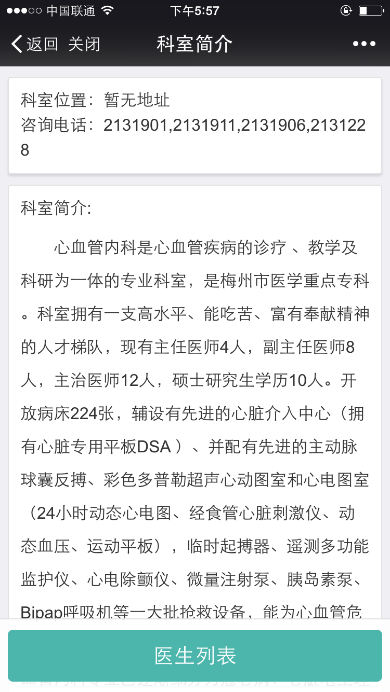 中国联通 下午5:57
返回 关闭 科室简介
科室位置：暂无地址
咨询电话：2131901,2131911,2131906,213122
8
科室简介:
心血管内科是心血管疾病的诊疗 、教学及
科研为一体的专业科室，是梅州市医学重点专科
。科室拥有一支高水平、能吃苦、富有奉献精神
的人才梯队，现有主任医师4人，副主任医师8
人，主治医师12人，硕士研究生学历10人。开
放病床224张，辅设有先进的心脏介入中心（拥
有心脏专用平板DSA ）、并配有先进的主动脉
球囊反搏、彩色多普勒超声心动图室和心电图室
（24小时动态心电图、经食管心脏刺激仪、动
态血压、运动平板），临时起搏器、遥测多功能
监护仪、心电除颤仪、微量注射泵、胰岛素泵、
Bipap呼吸机等一大批抢救设备，能为心血管危
医生列表